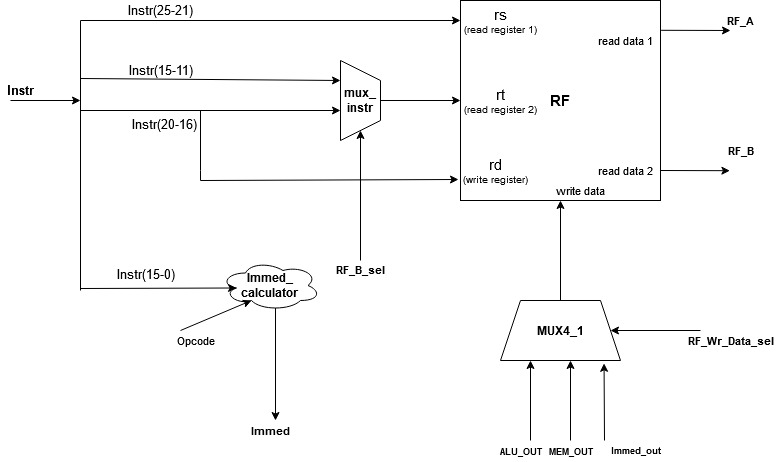 Instr(25-21)
rs
(read register 1)
RF_A
read data 1
Instr(15-11)
Instr
mux_
instr
rt
(read register 2)
RF
Instr(20-16)
RF_B
rd
(write register)
read data 2
write data
RF_B_sel
Instr(15-0)
Immed_
calculator
Opcode
MUX4_1
RF_Wr_Data_sel
Immed
ALU_OUT
MEM_OUT
Immed_out